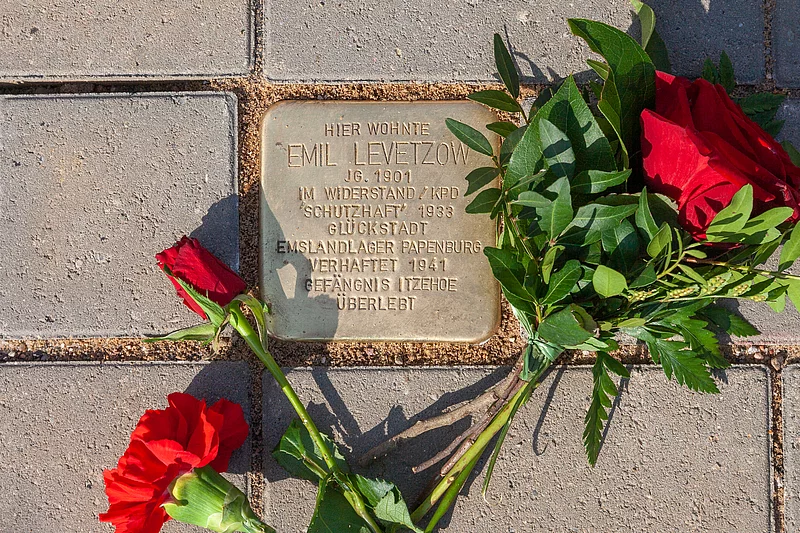 HIER WOHNTE
EMIL LEVETZOW
JG. 1901
IM WIDERSTAND / KPD
"SCHUTZHAFT" 1933
GLÜCKSTADT
EMSLANDLAGER PAPENBURG
VERHAFTET 1941
GEFÄNGNIS ITZEHOE
ÜBERLEBT